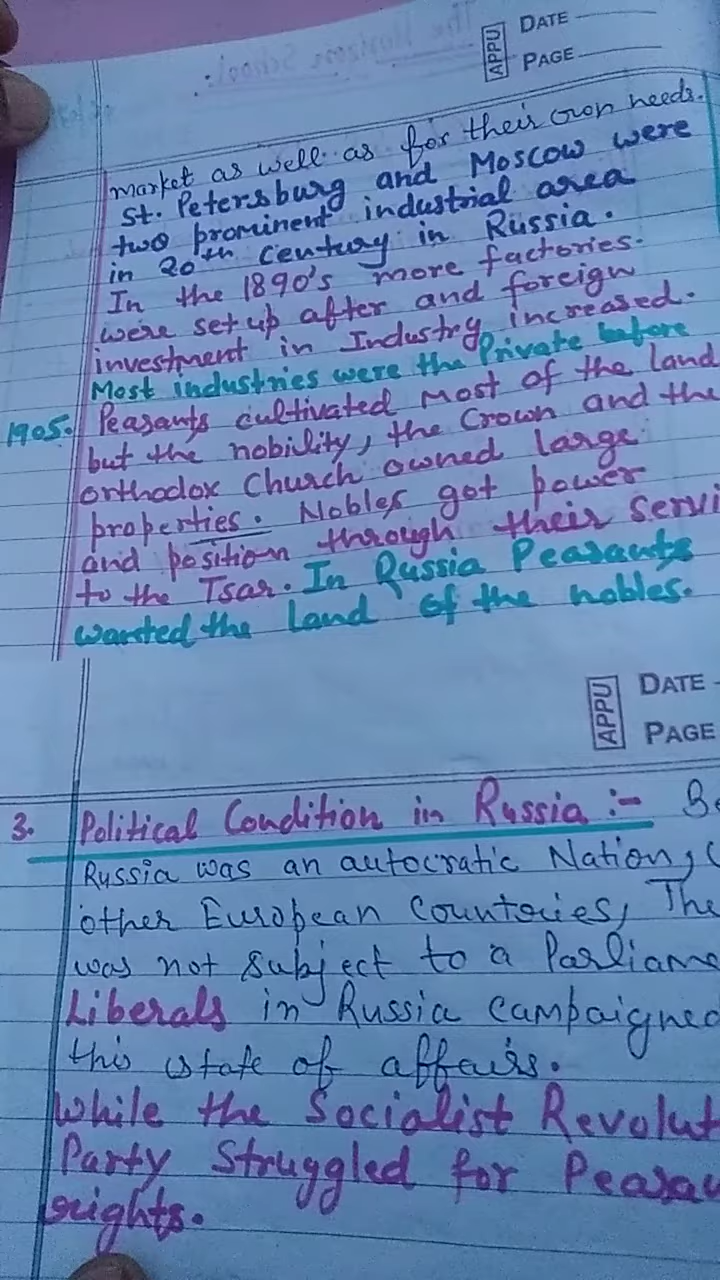 APPU DATE
PAGE
market as well as for their own needs.
St. Petersburg and Moscow were
two prominent industrial area
in 20th century in Russia.
In the 1890's more factories.
were set up after and foreign
investment in Industry increased.
Most industries were the Private before
1905. Peasants cultivated most of the land
but the nobility, the Crown and the
orthodox Church owned large
properties. Nobles got power
and position through their servi
to the Tsar. In Russia Peasants
wanted the land of the nobles.
APPU DATE
PAGE
3. Political Condition in Russia :- Be
Russia was an autocratic Nation,
other European Countories, The
was not subject to a Parliame
Liberals in Russia campaigned
this state of affairs.
While the Socialist Revolut
Party Struggled for Peasan
rights.